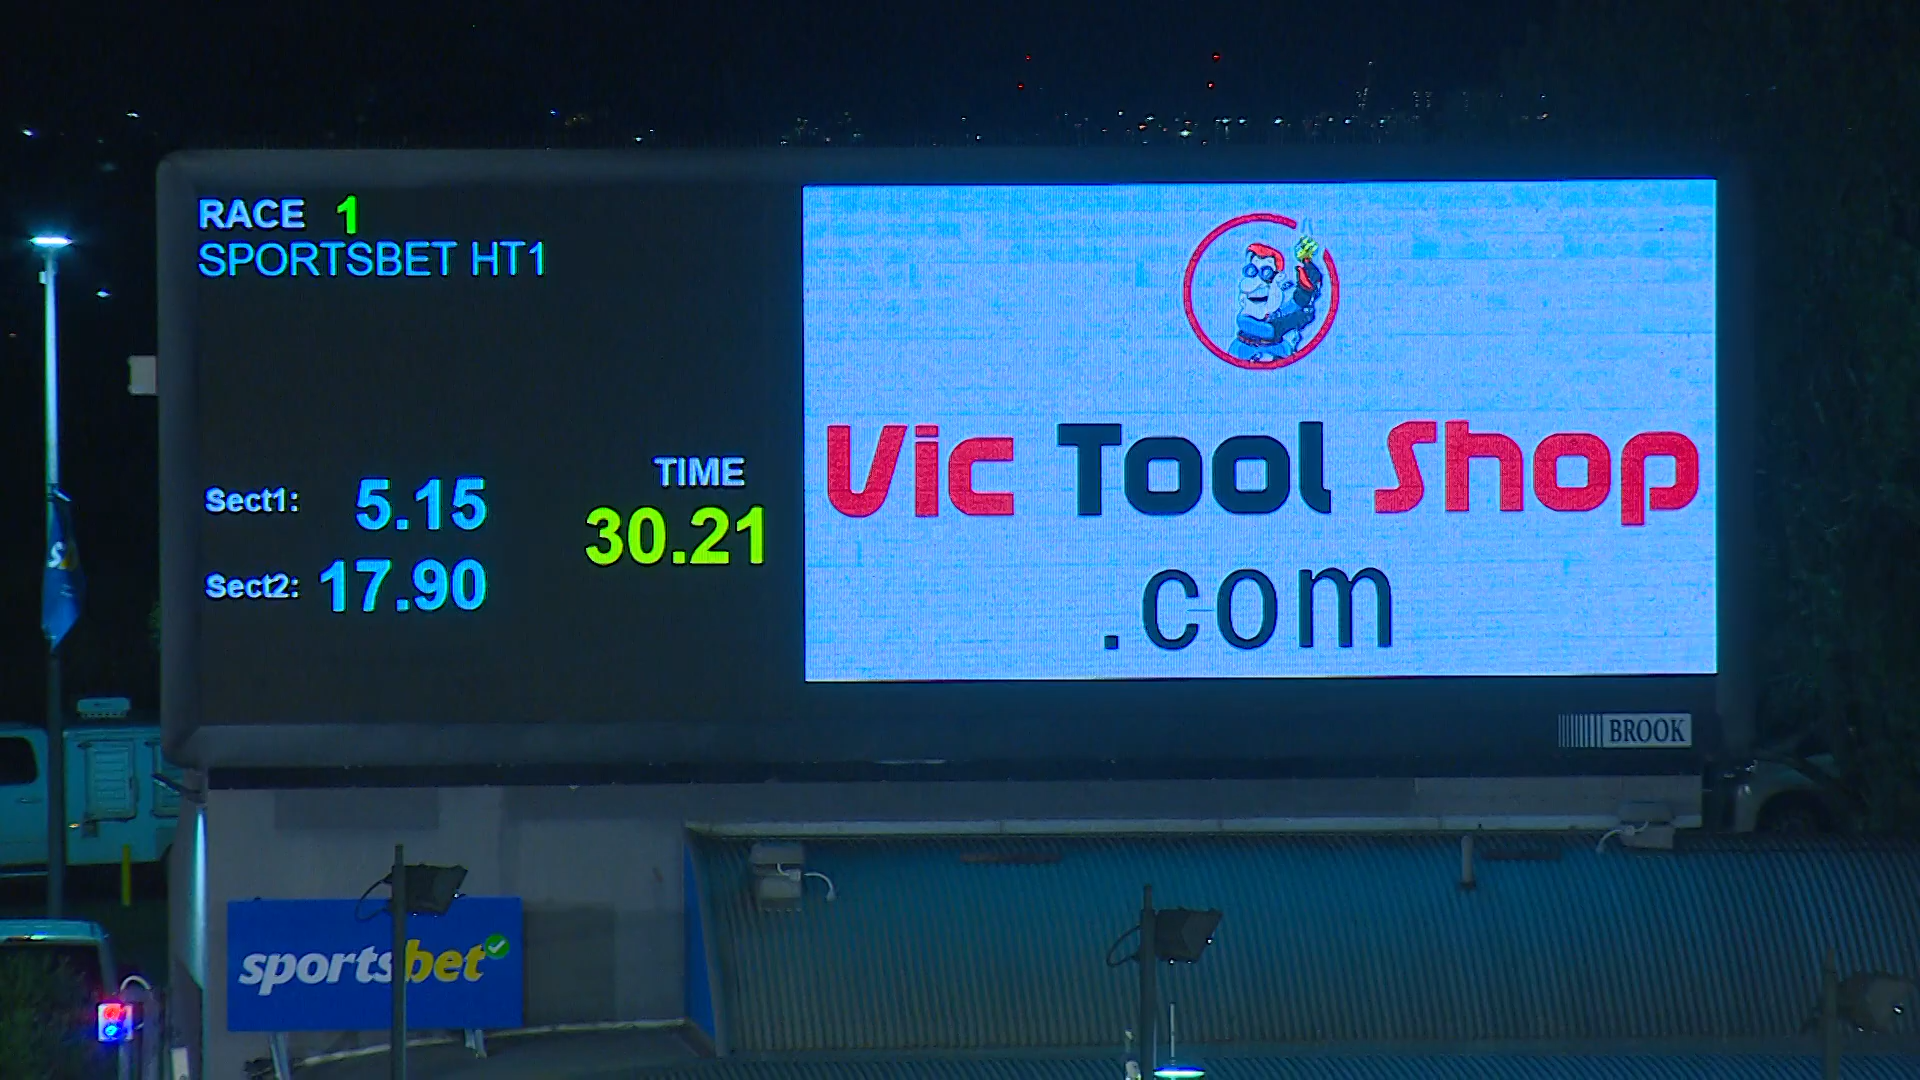 RACE 1
SPORTSBET HT1
TIME
Sect1: 5.15
30.21
Sect2: 17.90
Vic Tool Shop
.com
BROOK
sportsbet